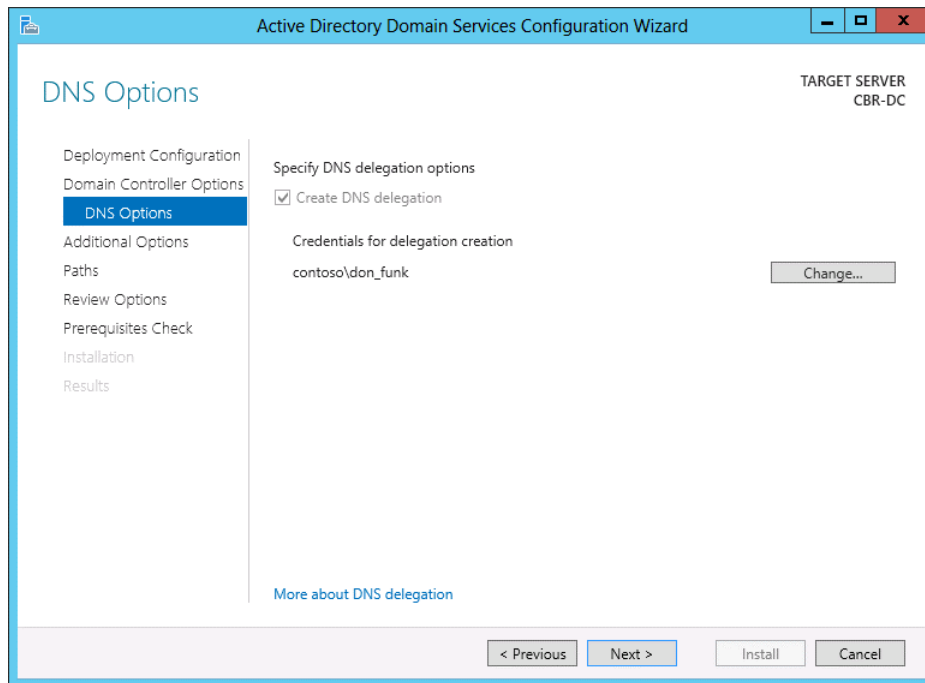 Active Directory Domain Services Configuration Wizard
DNS Options
TARGET SERVER
CBR-DC
Deployment Configuration
Domain Controller Options
DNS Options
Additional Options
Paths
Review Options
Prerequisites Check
Installation
Results
Specify DNS delegation options
Create DNS delegation
Credentials for delegation creation
contoso\don_funk
Change...
More about DNS delegation
< Previous
Next >
Install
Cancel